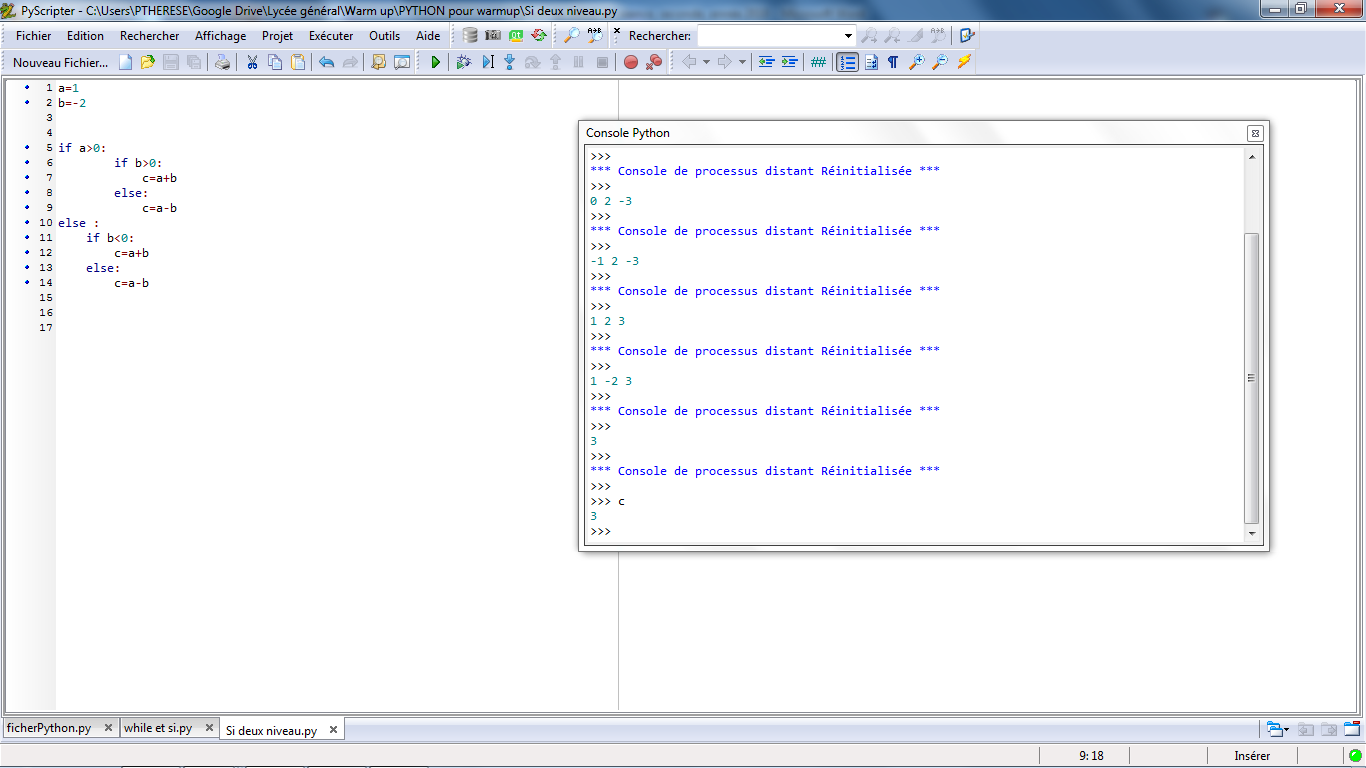 PyScripter - C:\Users\PTHERESE\Google Drive\Lycée général\Warm up\PYTHON pour warmup\Si deux niveau.py
Fichier Edition Rechercher Affichage Projet Exécuter Outils Aide Rechercher:
Nouveau Fichier...
1 a=1
2 b=-2
3
4
5 if a>0:
6 if b>0:
7 c=a+b
8 else:
9 c=a-b
10 else :
11 if b<0:
12 c=a+b
13 else:
14 c=a-b
15
16
17
Console Python
>>>
*** Console de processus distant Réinitialisée ***
>>>
0 2 -3
>>>
*** Console de processus distant Réinitialisée ***
>>>
-1 2 -3
>>>
*** Console de processus distant Réinitialisée ***
>>>
1 2 3
>>>
*** Console de processus distant Réinitialisée ***
>>>
1 -2 3
>>>
*** Console de processus distant Réinitialisée ***
>>>
3
>>>
*** Console de processus distant Réinitialisée ***
>>>
>>> c
3
>>>
ficherPython.py while et si.py Si deux niveau.py
9: 18 Insérer